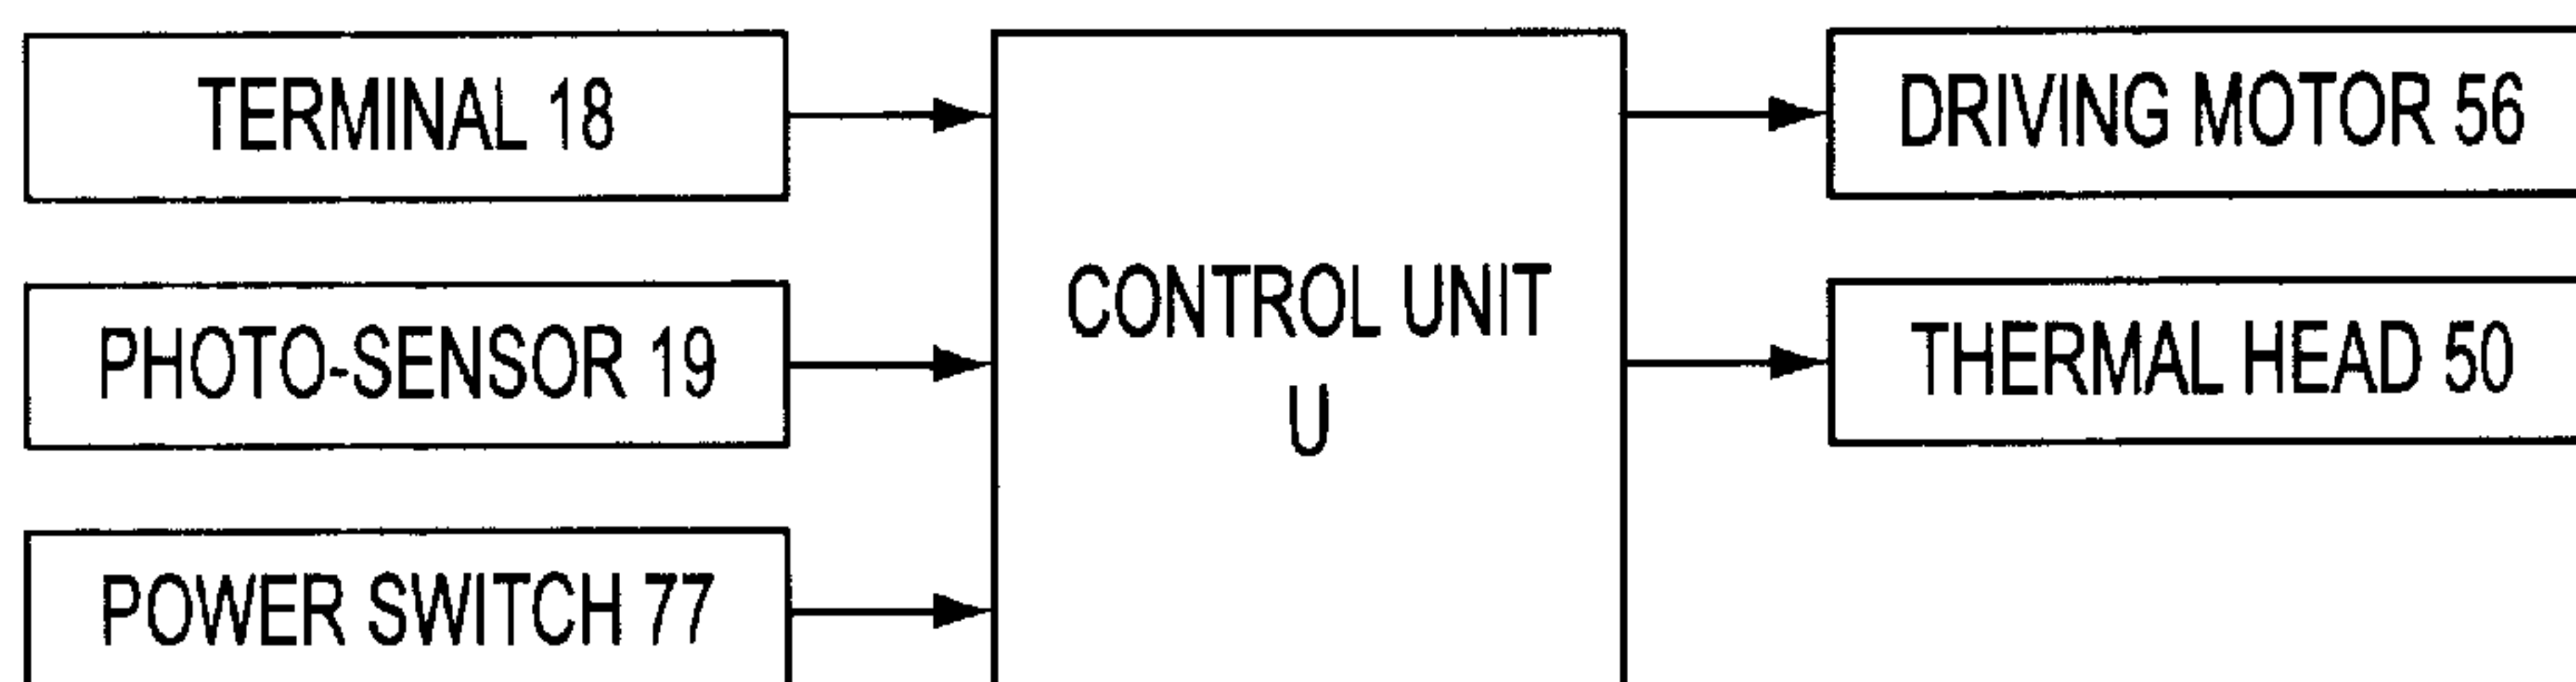 TERMINAL 18
PHOTO-SENSOR 19
POWER SWITCH 77
CONTROL UNIT
U
DRIVING MOTOR 56
THERMAL HEAD 50